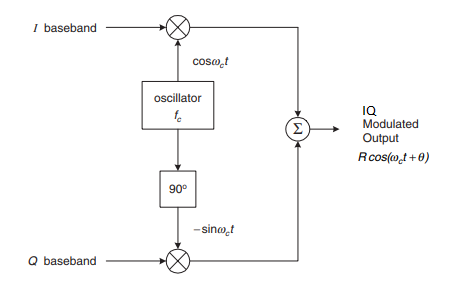 I baseband
cosω_ct
oscillator
f_c
IQ
Modulated
Output
R cos(ω_ct+θ)
Σ
90°
−sinω_ct
Q baseband